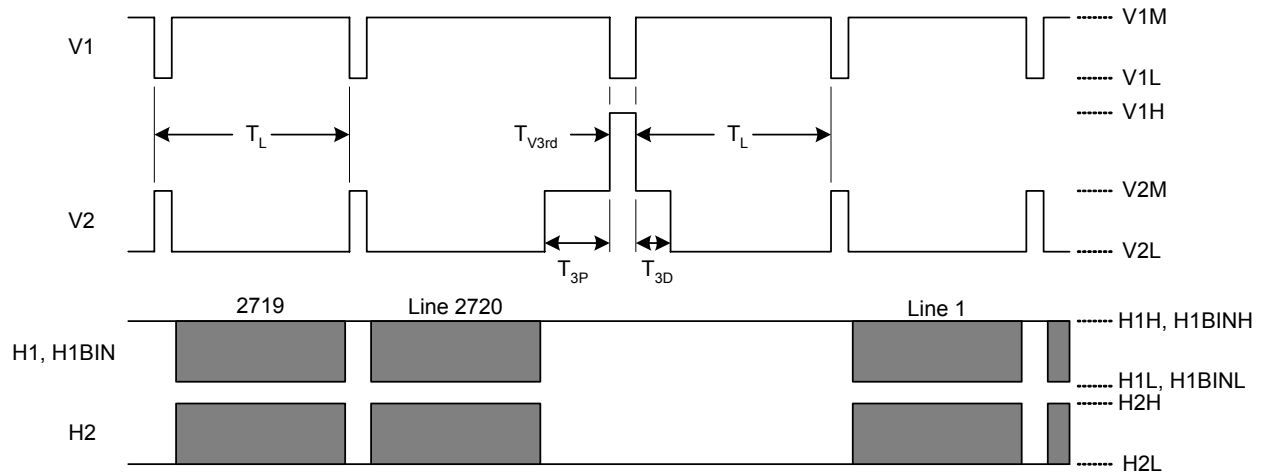 V1
V1M
V1L
V1H
T_L
T_V3rd
T_L
V2
V2M
V2L
T_3P
T_3D
2719
Line 2720
Line 1
H1, H1BIN
H1H, H1BINH
H1L, H1BINL
H2H
H2
H2L